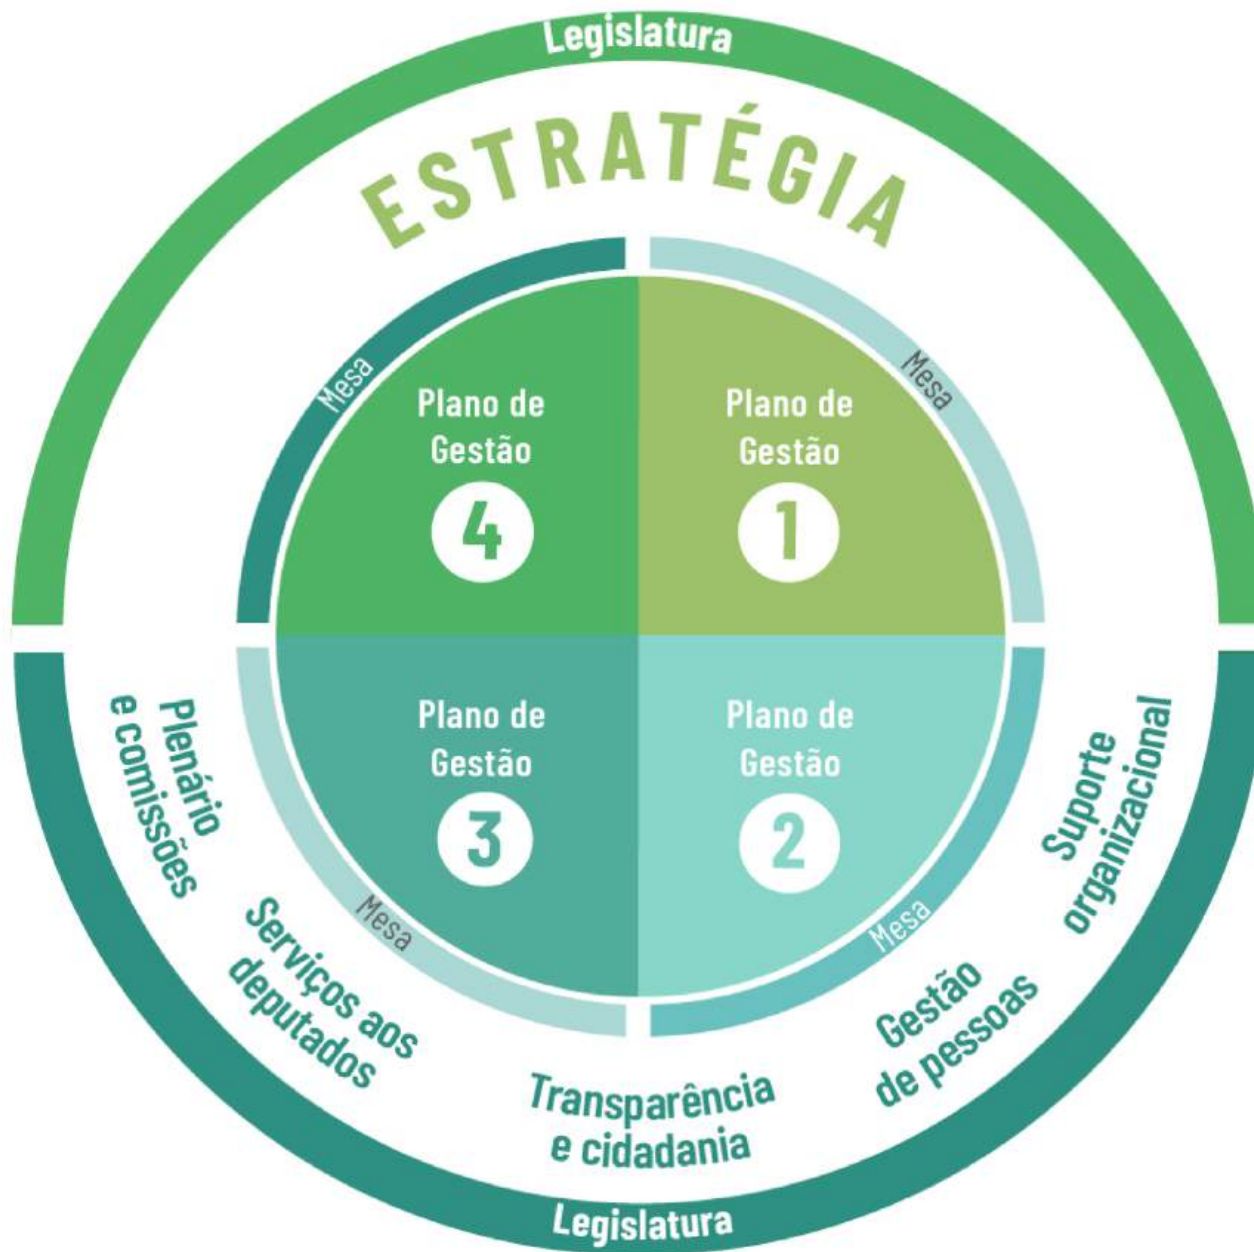 Legislatura
ESTRATÉGIA
Mesa
Mesa
Plano de
Gestão
4
Plano de
Gestão
1
Plano de
Gestão
3
Plano de
Gestão
2
Mesa
Mesa
Plenário
e comissões
Serviços aos
deputados
Transparência
e cidadania
Gestão
de pessoas
Suporte
organizacional
Legislatura